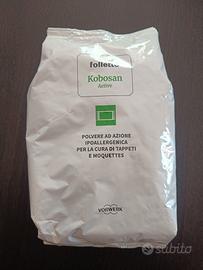 folletto
Kobosan
Active
POLVERE AD AZIONE
IPOALLERGENICA
PER LA CURA DI TAPPETI
E MOQUETTES
VORWERK
subito